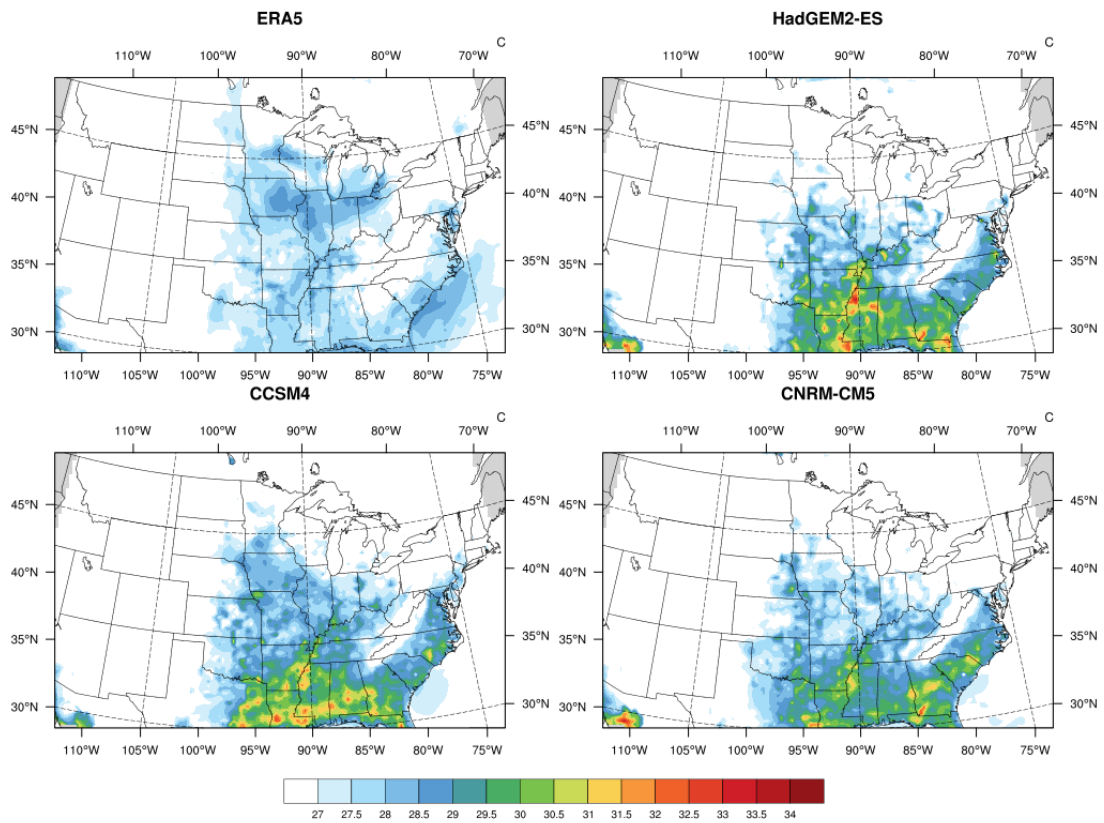 ERA5 HadGEM2-ES
C C
110°W 100°W 90°W 80°W 70°W 110°W 100°W 90°W 80°W 70°W
45°N 45°N 45°N 45°N
40°N 40°N 40°N 40°N
35°N 35°N 35°N 35°N
30°N 30°N 30°N 30°N
110°W 105°W 100°W 95°W 90°W 85°W 80°W 75°W 110°W 105°W 100°W 95°W 90°W 85°W 80°W 75°W
CCSM4 CNRM-CM5
C C
110°W 100°W 90°W 80°W 70°W 110°W 100°W 90°W 80°W 70°W
45°N 45°N 45°N 45°N
40°N 40°N 40°N 40°N
35°N 35°N 35°N 35°N
30°N 30°N 30°N 30°N
110°W 105°W 100°W 95°W 90°W 85°W 80°W 75°W 110°W 105°W 100°W 95°W 90°W 85°W 80°W 75°W
27 27.5 28 28.5 29 29.5 30 30.5 31 31.5 32 32.5 33 33.5 34